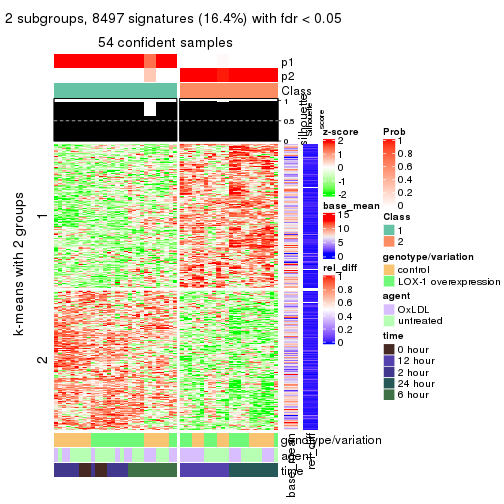 2 subgroups, 8497 signatures (16.4%) with fdr < 0.05
54 confident samples
p1
p2
Class
silhouette
1
0.5
0
k-means with 2 groups
1
2
genotype/variation
agent
time
base_mean
rel_diff
z-score
2
1
0
-1
-2
base_mean
15
10
5
0
rel_diff
1
0.8
0.6
0.4
0.2
0
Prob
1
0.8
0.6
0.4
0.2
0
Class
1
2
genotype/variation
control
LOX-1 overexpression
agent
OxLDL
untreated
time
0 hour
12 hour
2 hour
24 hour
6 hour